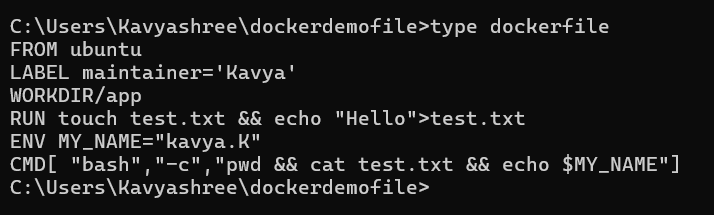 C:\Users\Kavyashree\dockerdemofile>type dockerfile
FROM ubuntu
LABEL maintainer='Kavya'
WORKDIR/app
RUN touch test.txt && echo "Hello">test.txt
ENV MY_NAME="kavya.K"
CMD[ "bash","-c","pwd && cat test.txt && echo $MY_NAME"]
C:\Users\Kavyashree\dockerdemofile>